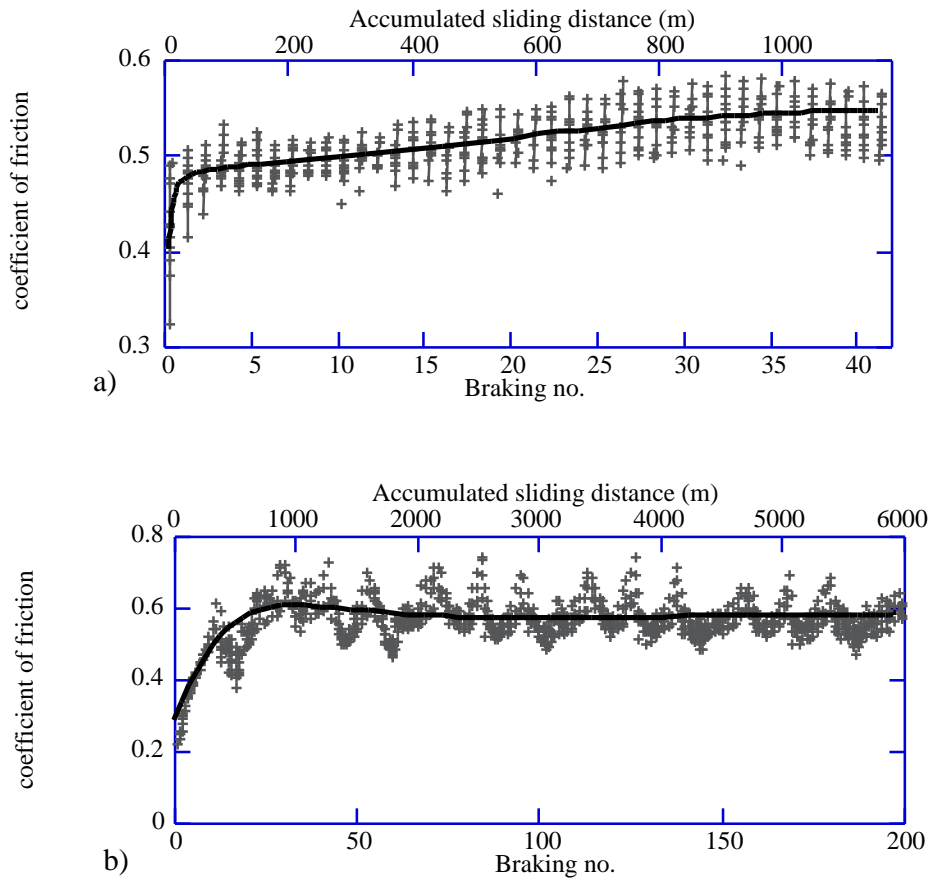 Accumulated sliding distance (m)
0 200 400 600 800 1000
0.6
0.5
0.4
0.3
coefficient of friction
0 5 10 15 20 25 30 35 40
Braking no.
a)
Accumulated sliding distance (m)
0 1000 2000 3000 4000 5000 6000
0.8
0.6
0.4
0.2
0
coefficient of friction
0 50 100 150 200
Braking no.
b)